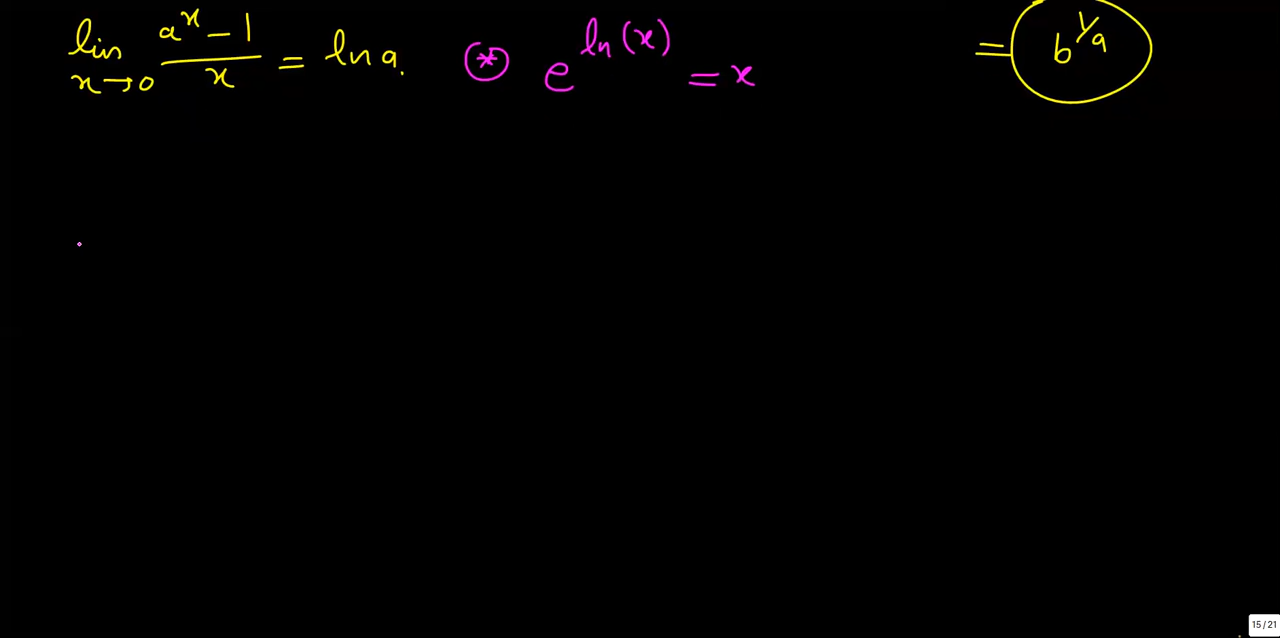 lim x→0 (a^x - 1)/x = ln a. ⊛ e^ln(x) = x
= b^1/a
15 / 21